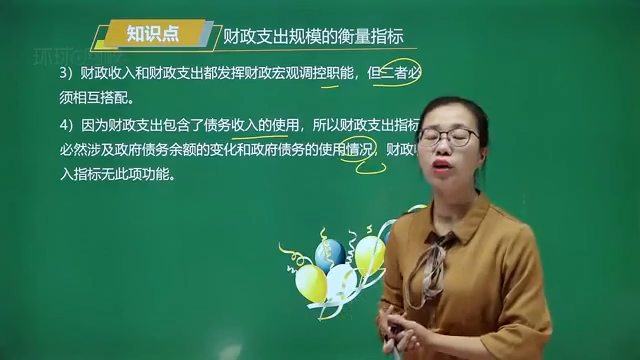 环球网校
知识点
财政支出规模的衡量指标
3）财政收入和财政支出都发挥财政宏观调控职能，但二者必
须相互搭配。
4）因为财政支出包含了债务收入的使用，所以财政支出指标
必然涉及政府债务余额的变化和政府债务的使用情况，财政
入指标无此项功能。